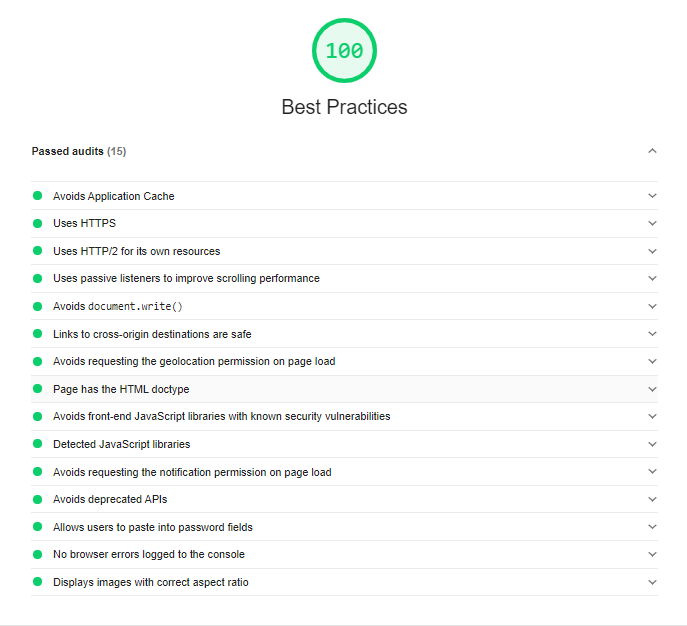 100
Best Practices
Passed audits (15)
Avoids Application Cache
Uses HTTPS
Uses HTTP/2 for its own resources
Uses passive listeners to improve scrolling performance
Avoids document.write()
Links to cross-origin destinations are safe
Avoids requesting the geolocation permission on page load
Page has the HTML doctype
Avoids front-end JavaScript libraries with known security vulnerabilities
Detected JavaScript libraries
Avoids requesting the notification permission on page load
Avoids deprecated APIs
Allows users to paste into password fields
No browser errors logged to the console
Displays images with correct aspect ratio